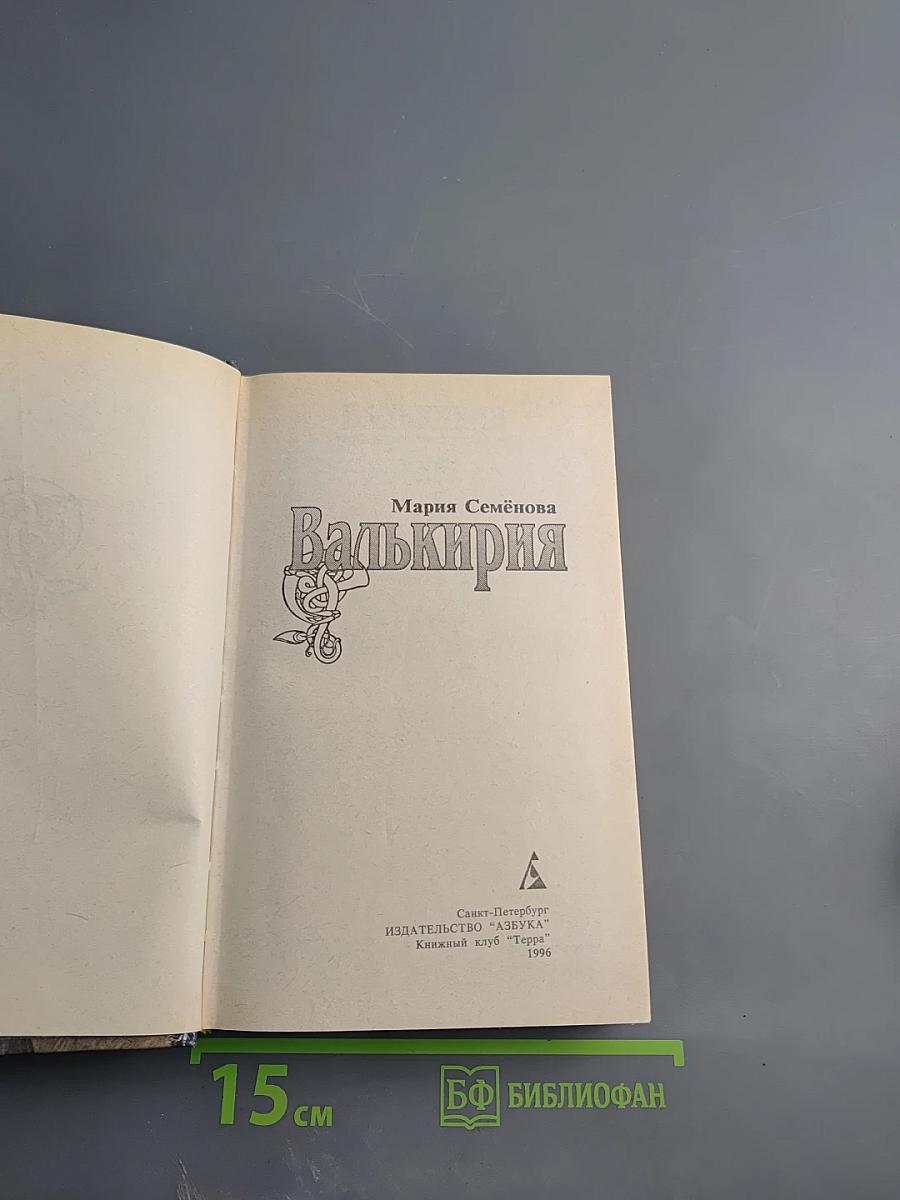 Мария Семёнова
Валькирия
Санкт-Петербург
ИЗДАТЕЛЬСТВО "АЗБУКА"
Книжный клуб "Терра"
1996
15 см
БФ БИБЛИОФАН